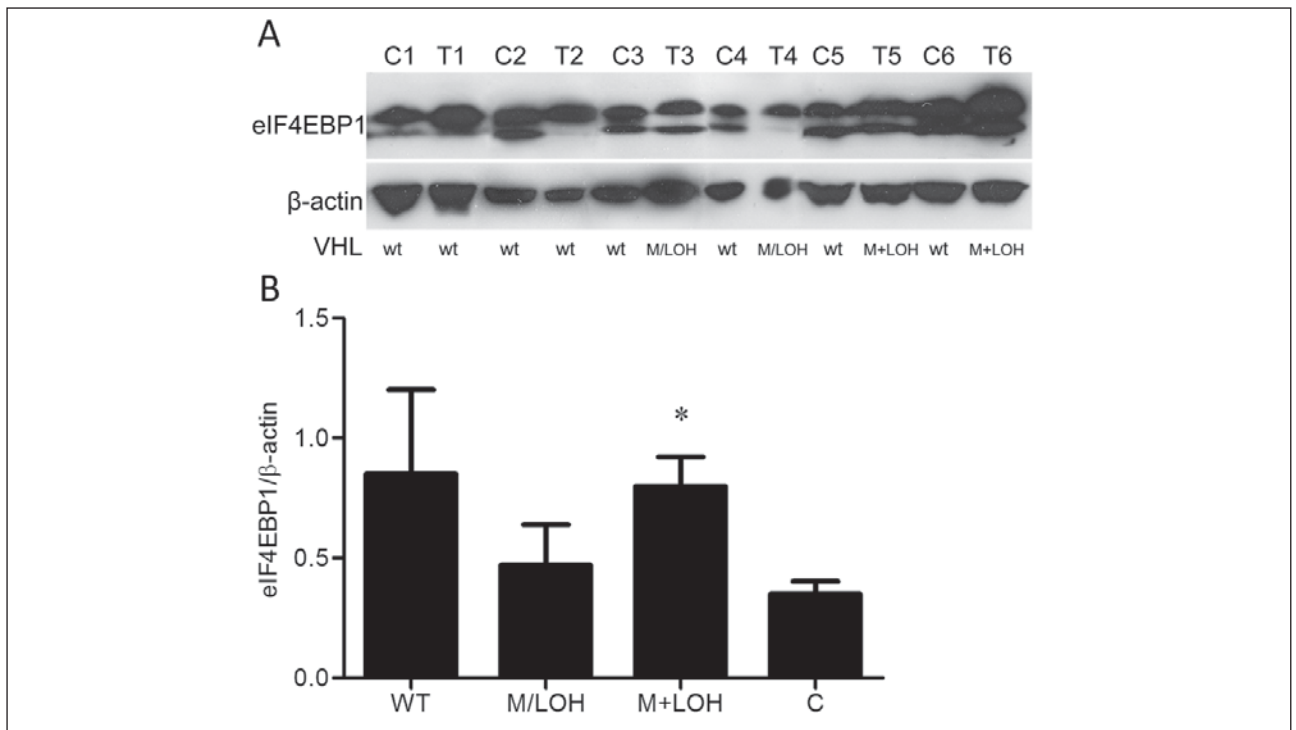 A
C1 T1 C2 T2 C3 T3 C4 T4 C5 T5 C6 T6
eIF4EBP1
β-actin
VHL wt wt wt wt wt M/LOH wt M/LOH wt M+LOH wt M+LOH
B
eIF4EBP1/β-actin
1.5
1.0
0.5
0.0
*
WT M/LOH M+LOH C